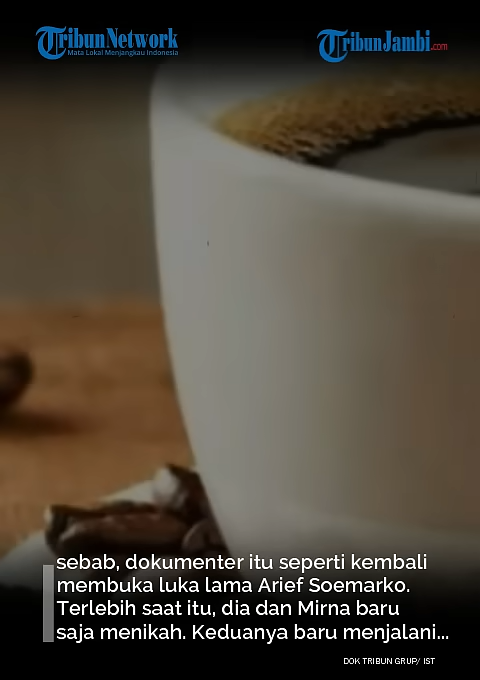 TribunNetwork
Mata Lokal Menjangkau Indonesia
TribunJambi.com
sebab, dokumenter itu seperti kembali
membuka luka lama Arief Soemarko.
Terlebih saat itu, dia dan Mirna baru
saja menikah. Keduanya baru menjalani...
DOK TRIBUN GRUP/ IST